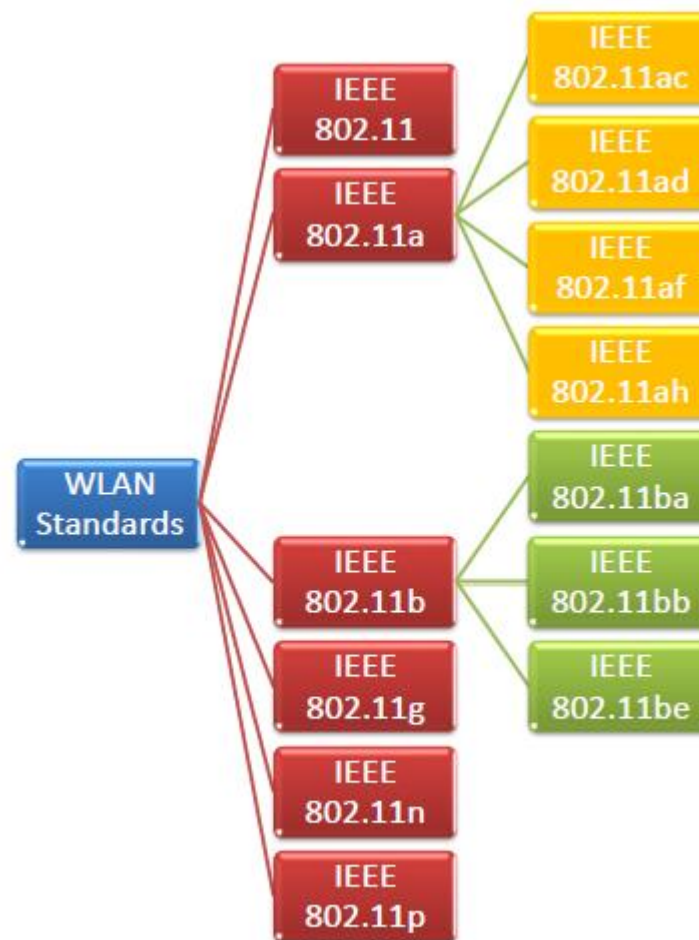 WLAN
Standards
IEEE
802.11
IEEE
802.11a
IEEE
802.11ac
IEEE
802.11ad
IEEE
802.11af
IEEE
802.11ah
IEEE
802.11b
IEEE
802.11ba
IEEE
802.11bb
IEEE
802.11be
IEEE
802.11g
IEEE
802.11n
IEEE
802.11p